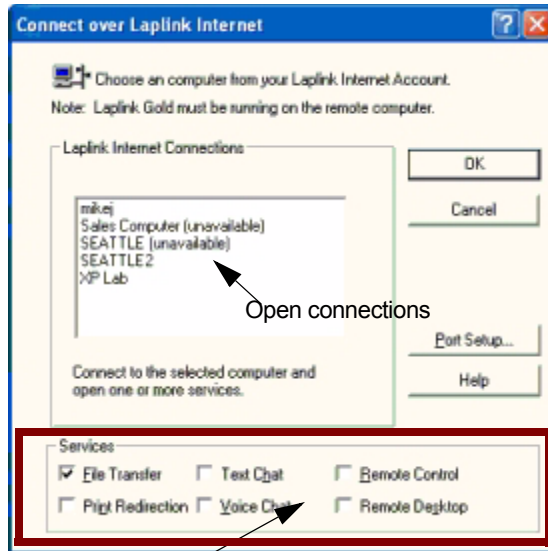 Connect over Laplink Internet
Choose an computer from your Laplink Internet Account.
Note: Laplink Gold must be running on the remote computer.
Laplink Internet Connections
OK
mikej
Cancel
Sales Computer (unavailable)
SEATTLE (unavailable)
SEATTLE2
XP Lab
Open connections
Port Setup...
Connect to the selected computer and
open one or more services.
Help
Services
File Transfer Text Chat Remote Control
Print Redirection Voice Chat Remote Desktop